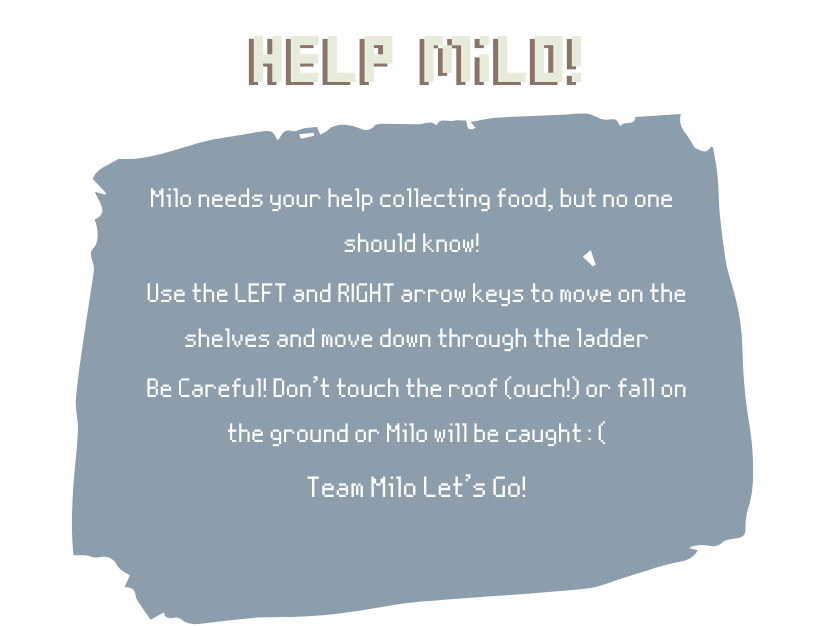 HELP MiLO!
Milo needs your help collecting food, but no one
should know!
Use the LEFT and RIGHT arrow keys to move on the
shelves and move down through the ladder
Be Careful! Don't touch the roof (ouch!) or fall on
the ground or Milo will be caught : (
Team Milo Let's Go!